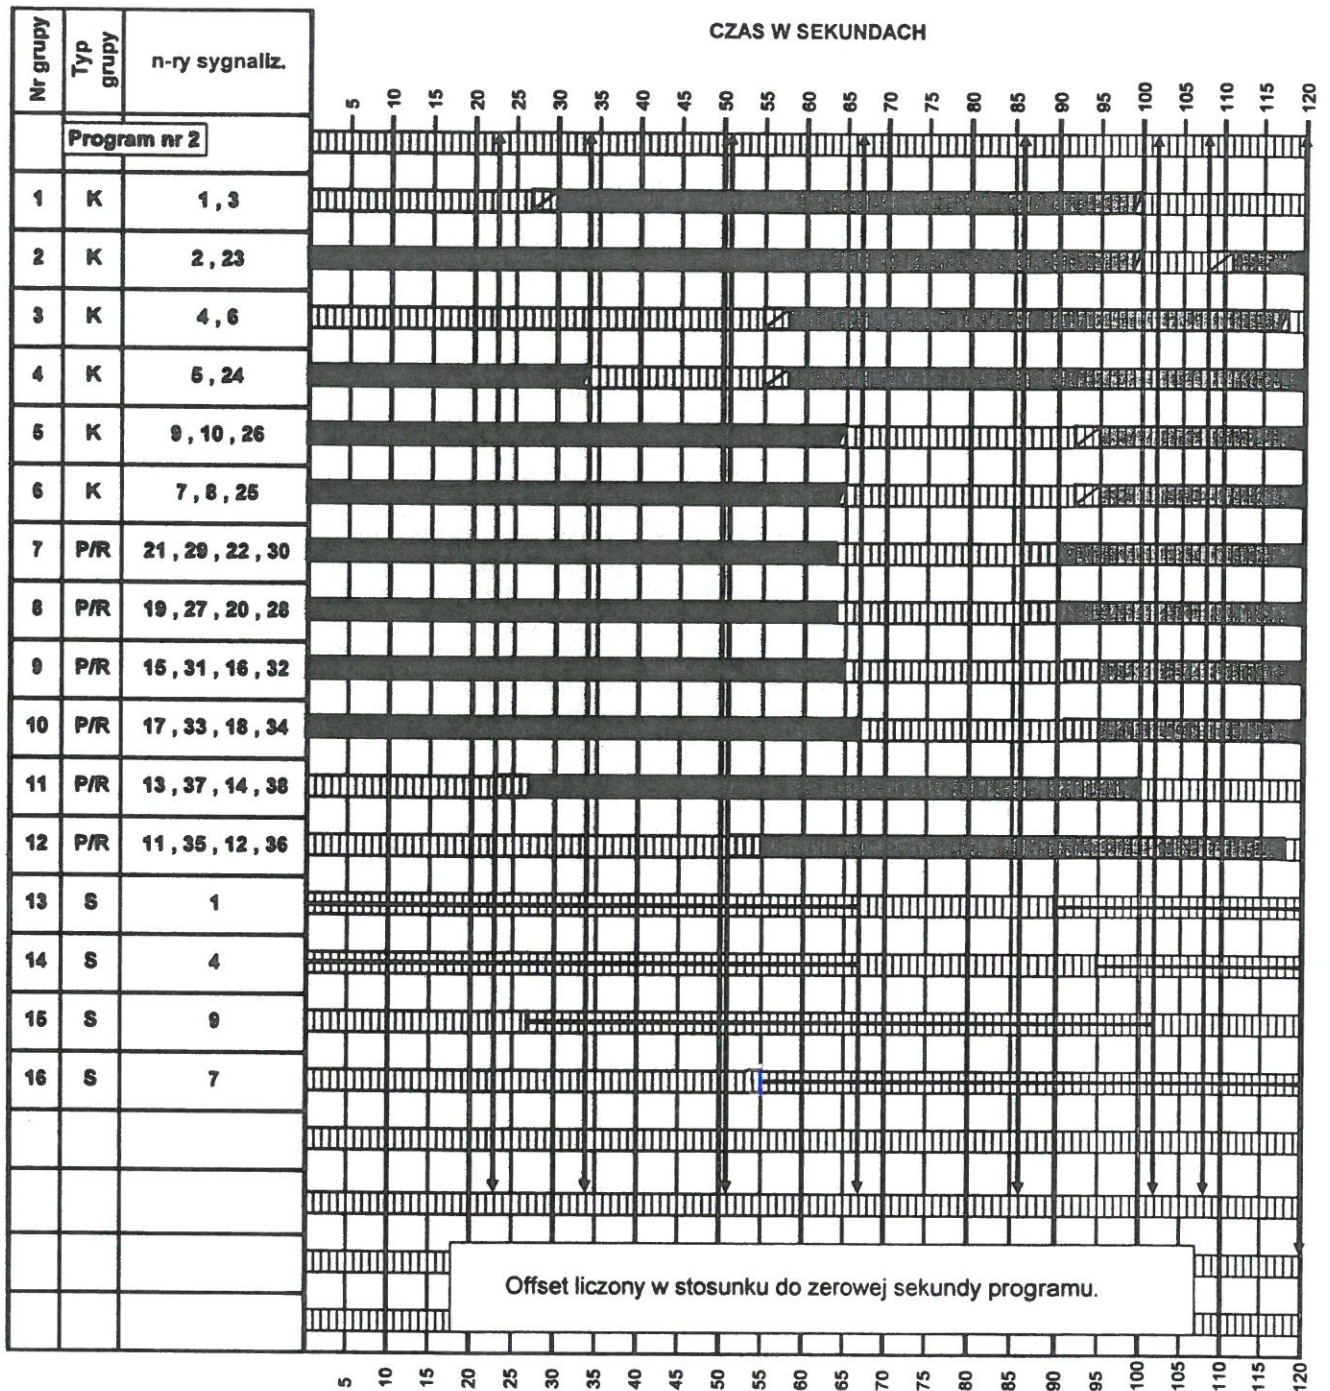 CZAS W SEKUNDACH
Nr grupy Typ grupy n-ry sygnaliz.
5 10 15 20 25 30 35 40 45 50 55 60 65 70 75 80 85 90 95 100 105 110 115 120
Program nr 2
1 K 1 , 3
2 K 2 , 23
3 K 4 , 6
4 K 5 , 24
5 K 9 , 10 , 26
6 K 7 , 8 , 25
7 P/R 21 , 29 , 22 , 30
8 P/R 19 , 27 , 20 , 28
9 P/R 15 , 31 , 16 , 32
10 P/R 17 , 33 , 18 , 34
11 P/R 13 , 37 , 14 , 38
12 P/R 11 , 35 , 12 , 36
13 S 1
14 S 4
15 S 9
16 S 7
Offset liczony w stosunku do zerowej sekundy programu.
5 10 15 20 25 30 35 40 45 50 55 60 65 70 75 80 85 90 95 100 105 110 115 120